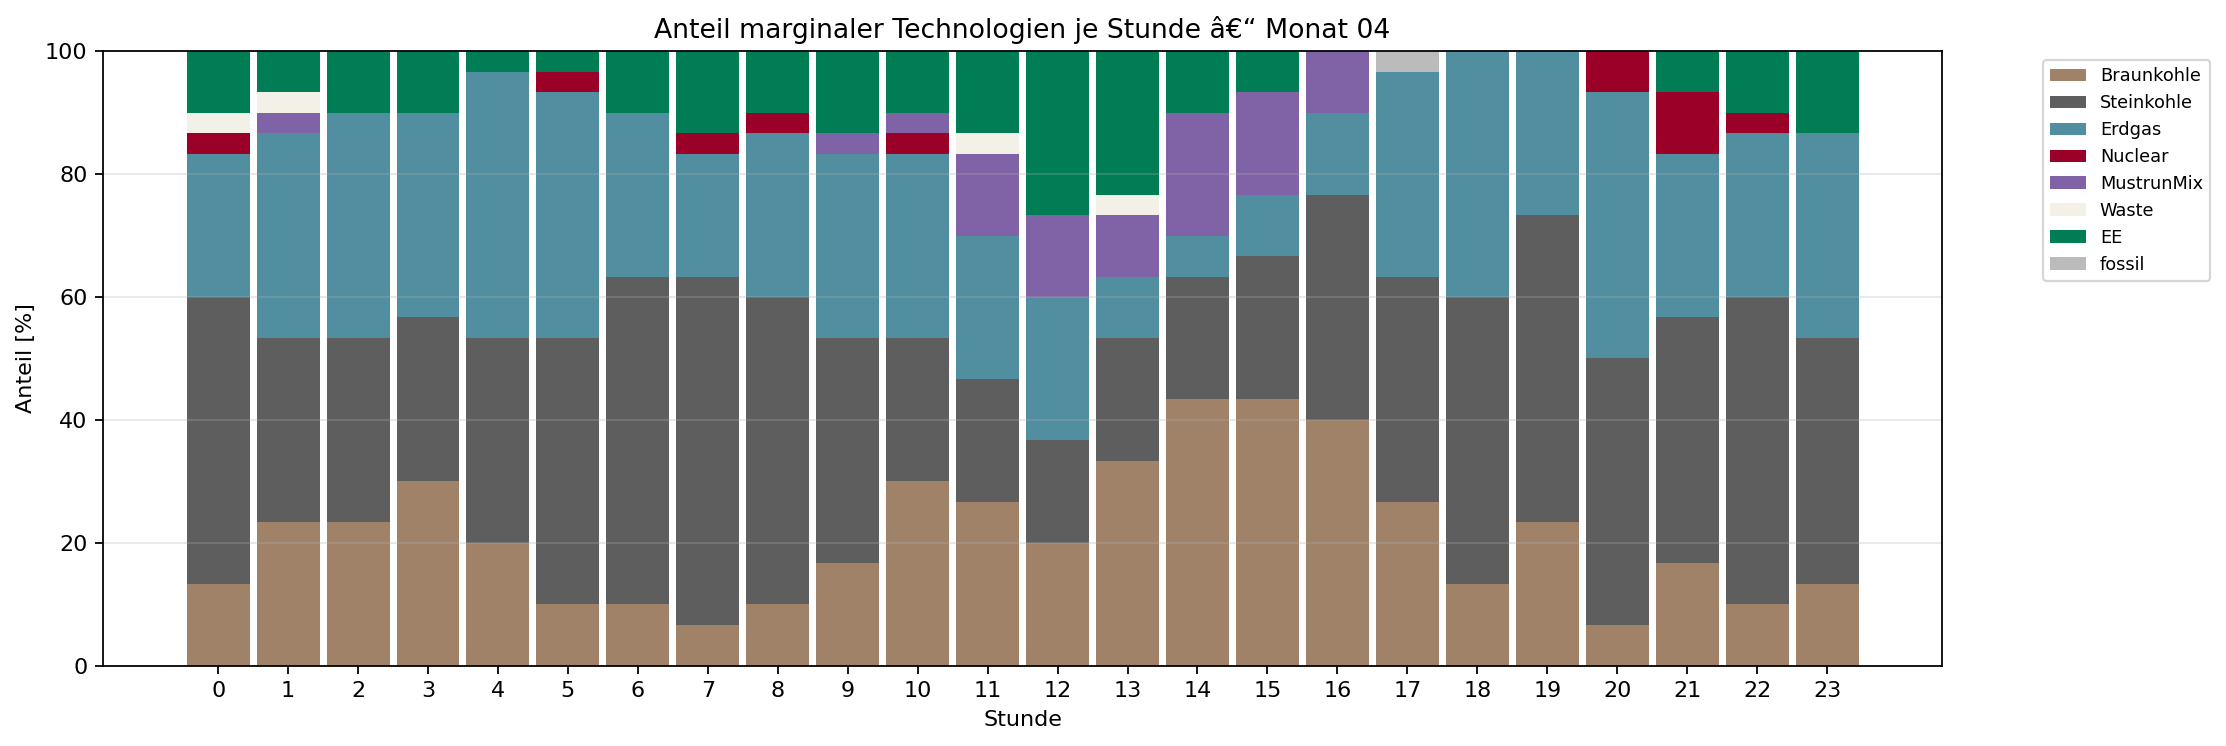 Anteil marginaler Technologien je Stunde â€“ Monat 04
Anteil [%]
100
80
60
40
20
0
0 1 2 3 4 5 6 7 8 9 10 11 12 13 14 15 16 17 18 19 20 21 22 23
Stunde
Braunkohle
Steinkohle
Erdgas
Nuclear
MustrunMix
Waste
EE
fossil